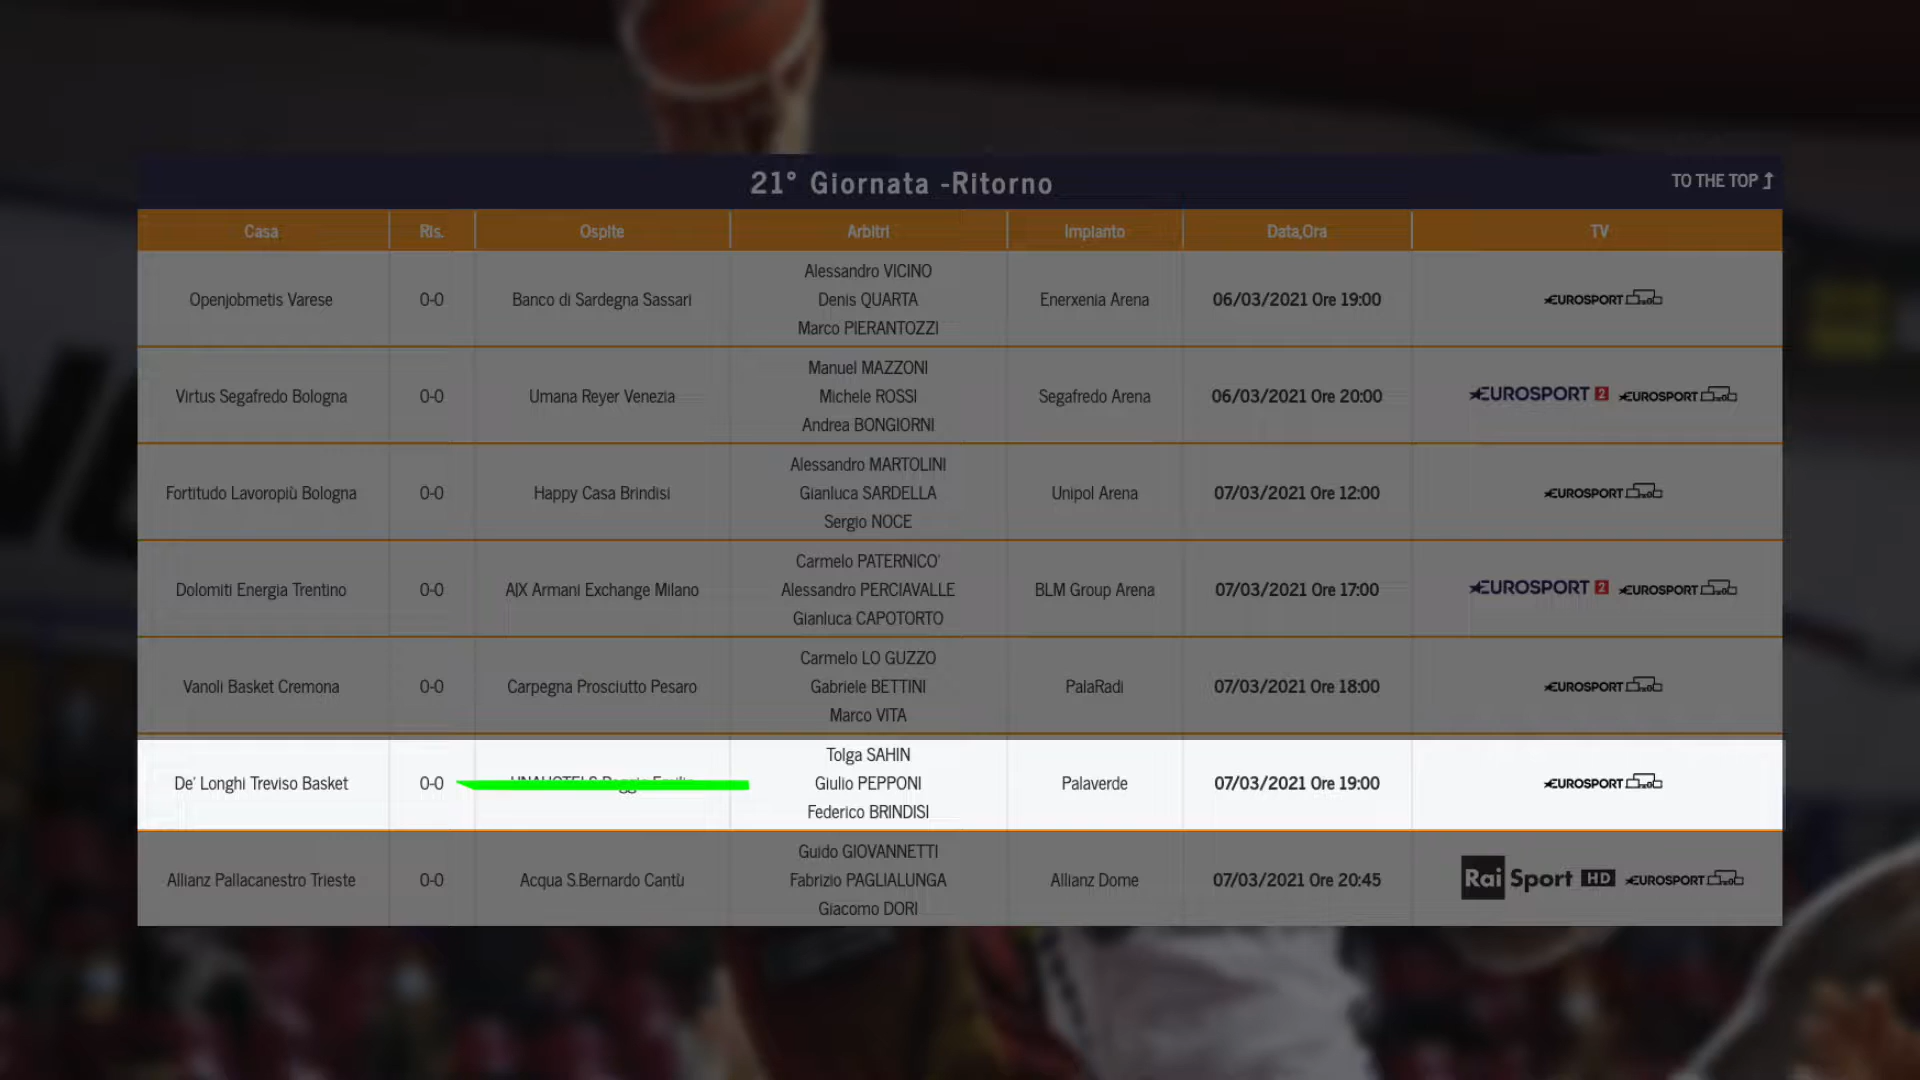 21° Giornata -Ritorno
TO THE TOP
Casa Ris. Ospite Arbitri Impianto Data,Ora TV
Openjobmetis Varese 0-0 Banco di Sardegna Sassari Alessandro VICINO Denis QUARTA Marco PIERANTOZZI Enerxenia Arena 06/03/2021 Ore 19:00 EUROSPORT
Virtus Segafredo Bologna 0-0 Umana Reyer Venezia Manuel MAZZONI Michele ROSSI Andrea BONGIORNI Segafredo Arena 06/03/2021 Ore 20:00 EUROSPORT 2 EUROSPORT
Fortitudo Lavoropiù Bologna 0-0 Happy Casa Brindisi Alessandro MARTOLINI Gianluca SARDELLA Sergio NOCE Unipol Arena 07/03/2021 Ore 12:00 EUROSPORT
Dolomiti Energia Trentino 0-0 A|X Armani Exchange Milano Carmelo PATERNICO' Alessandro PERCIAVALLE Gianluca CAPOTORTO BLM Group Arena 07/03/2021 Ore 17:00 EUROSPORT 2 EUROSPORT
Vanoli Basket Cremona 0-0 Carpegna Prosciutto Pesaro Carmelo LO GUZZO Gabriele BETTINI Marco VITA PalaRadi 07/03/2021 Ore 18:00 EUROSPORT
De' Longhi Treviso Basket 0-0 Tolga SAHIN Giulio PEPPONI Federico BRINDISI Palaverde 07/03/2021 Ore 19:00 EUROSPORT
Allianz Pallacanestro Trieste 0-0 Acqua S.Bernardo Cantù Guido GIOVANNETTI Fabrizio PAGLIALUNGA Giacomo DORI Allianz Dome 07/03/2021 Ore 20:45 Rai Sport HD EUROSPORT